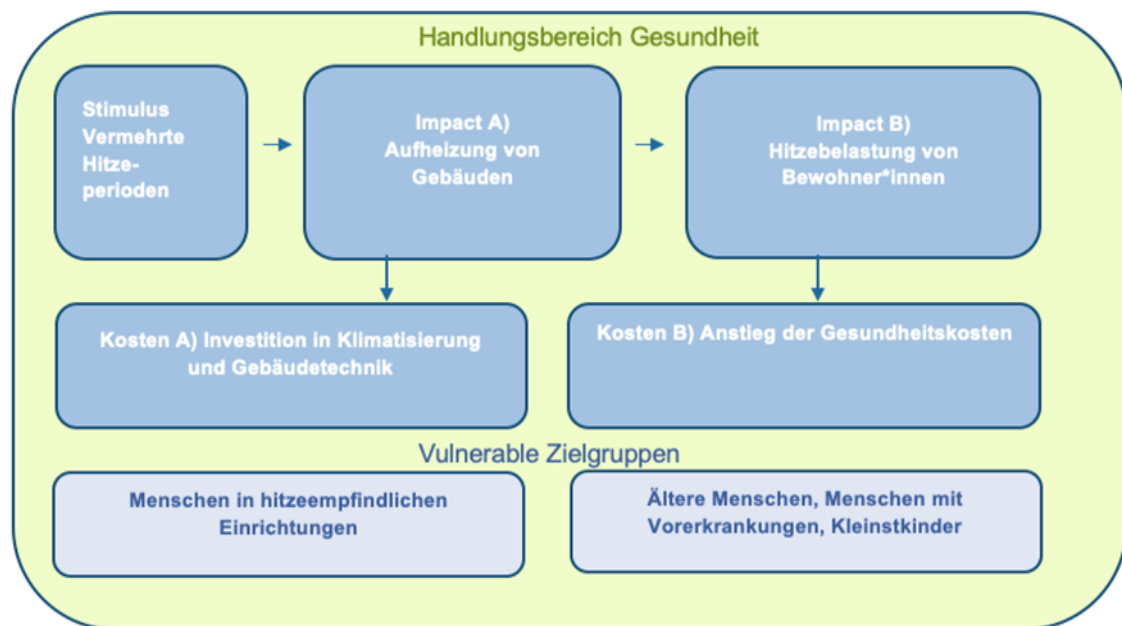 Handlungsbereich Gesundheit
Stimulus
Vermehrte
Hitze-
perioden
Impact A)
Aufheizung von
Gebäuden
Impact B)
Hitzebelastung von
Bewohner*innen
Kosten A) Investition in Klimatisierung
und Gebäudetechnik
Kosten B) Anstieg der Gesundheitskosten
Vulnerable Zielgruppen
Menschen in hitzeempfindlichen
Einrichtungen
Ältere Menschen, Menschen mit
Vorerkrankungen, Kleinstkinder